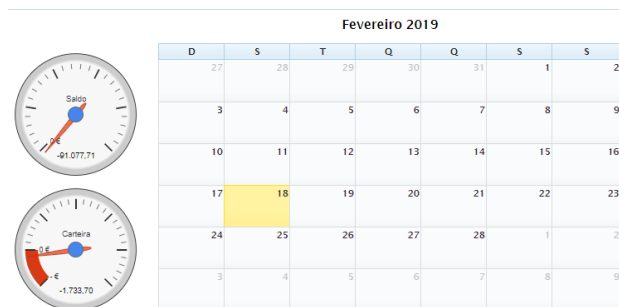 Fevereiro 2019
D S T Q Q S S
27 28 29 30 31 1 2
3 4 5 6 7 8 9
10 11 12 13 14 15 16
17 18 19 20 21 22 23
24 25 26 27 28 1 2
3 4 5 6 7 8 9
Saldo
0 €
-91.077,71
Carteira
0 €
- €
-1.733,70